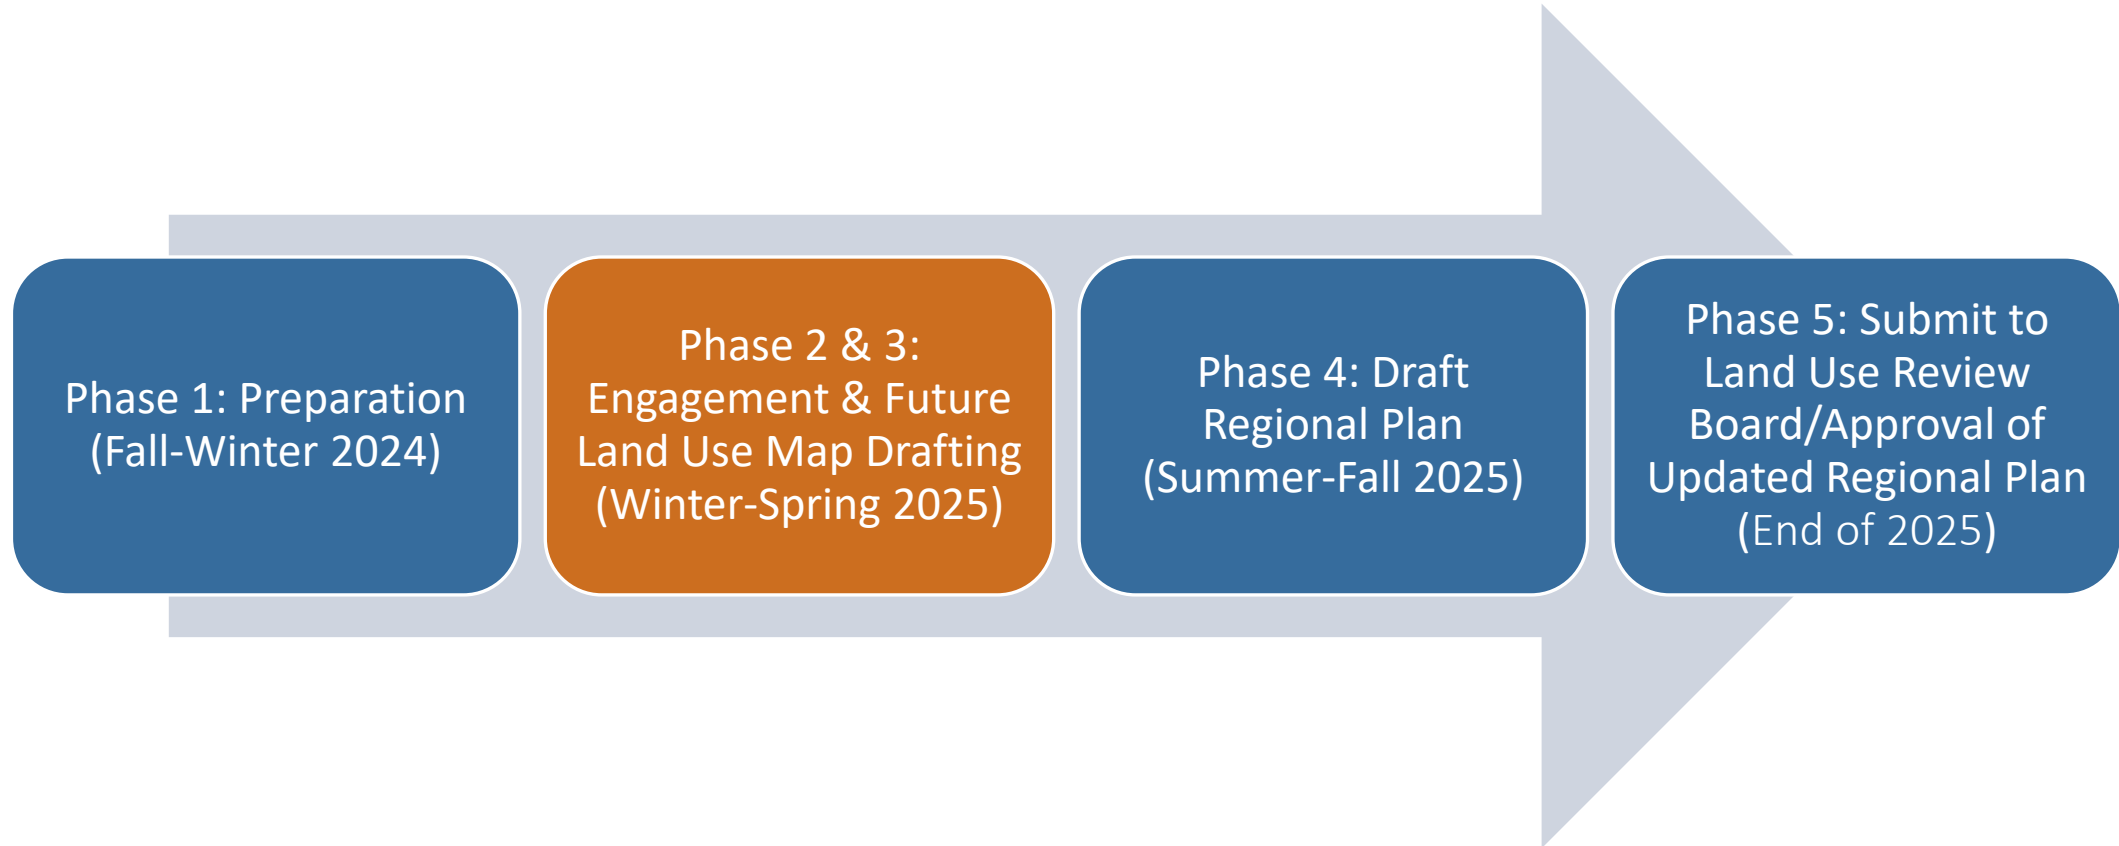 Phase 1: Preparation
(Fall-Winter 2024)
Phase 2 & 3:
Engagement & Future
Land Use Map Drafting
(Winter-Spring 2025)
Phase 4: Draft
Regional Plan
(Summer-Fall 2025)
Phase 5: Submit to
Land Use Review
Board/Approval of
Updated Regional Plan
(End of 2025)